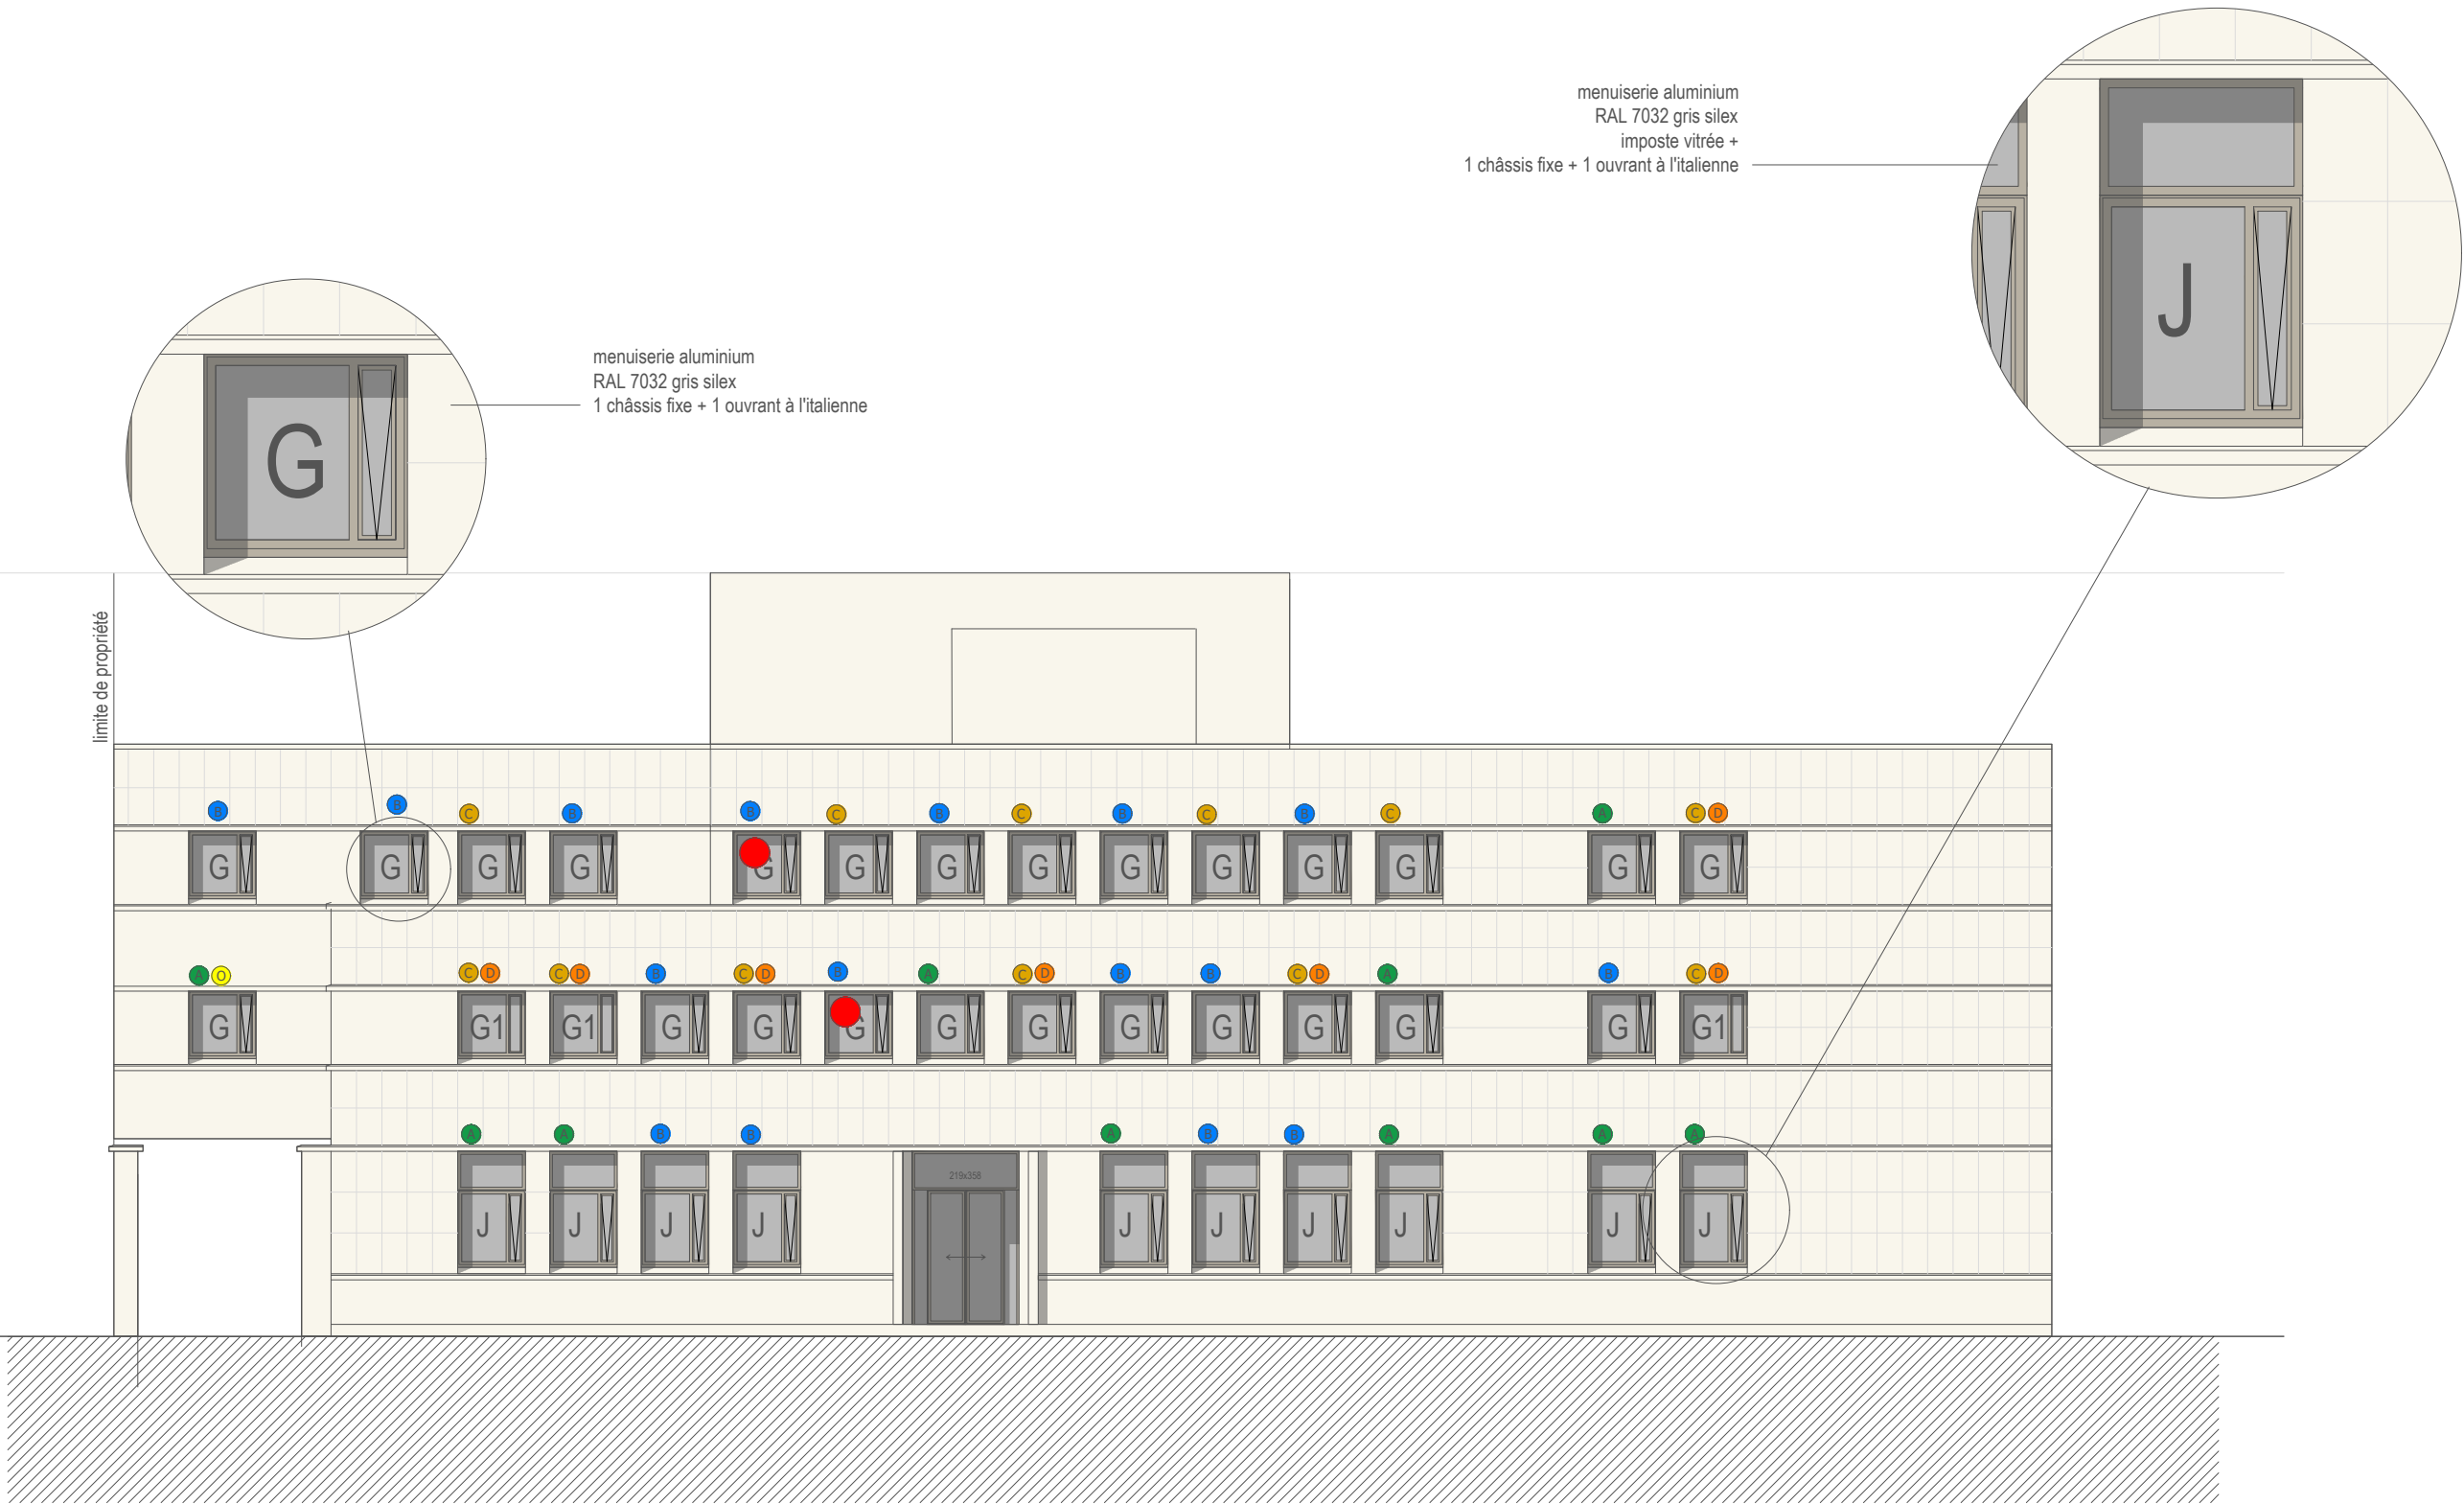 menuiserie aluminium
RAL 7032 gris silex
imposte vitrée +
1 châssis fixe + 1 ouvrant à l'italienne
J
menuiserie aluminium
RAL 7032 gris silex
1 châssis fixe + 1 ouvrant à l'italienne
G
limite de propriété
B B C B B C B C B C B C A C D
G G G G G G G G G G G G G G
A O C D C D B C D B A C D B B C D A B C D
G G1 G1 G G G G G G G G G G G1
A A B B A B B A A A
219x358
J J J J J J J J J J